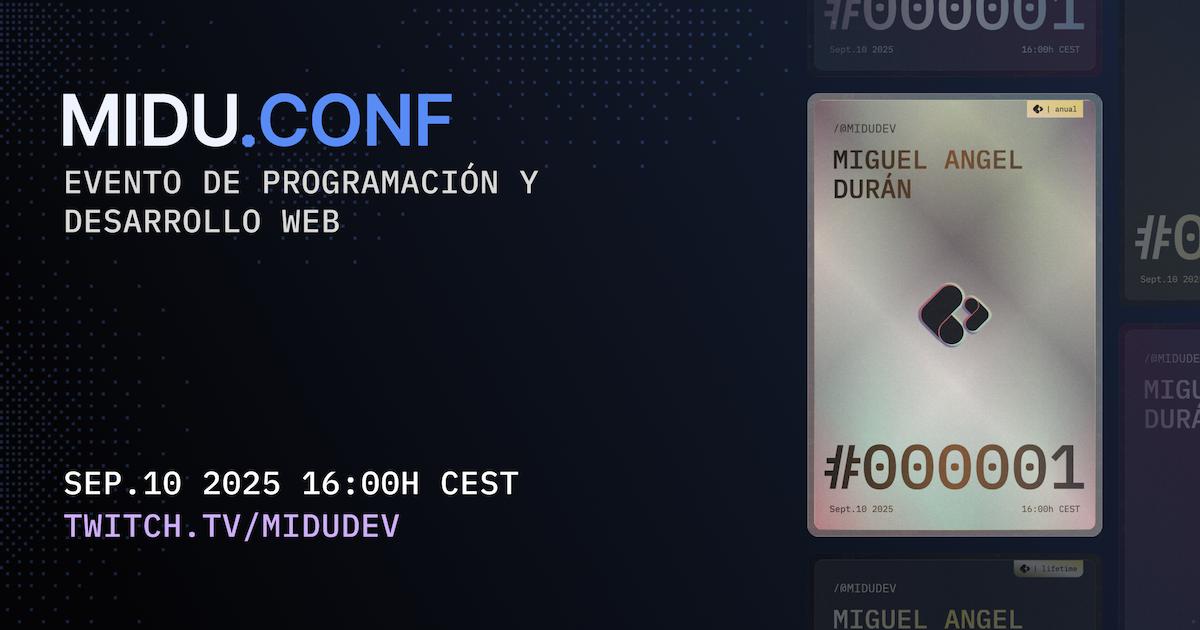 MIDU.CONF
EVENTO DE PROGRAMACIÓN Y
DESARROLLO WEB
SEP.10 2025 16:00H CEST
TWITCH.TV/MIDUDEV
#000001
Sept.10 2025 16:00h CEST
| anual
/@MIDUDEV
MIGUEL ANGEL
DURÁN
#000001
Sept.10 2025 16:00h CEST
| lifetime
/@MIDUDEV
MIGUEL ANGEL
#0
Sept.10 202
/@MIDUDE
MIGU
DURÁ